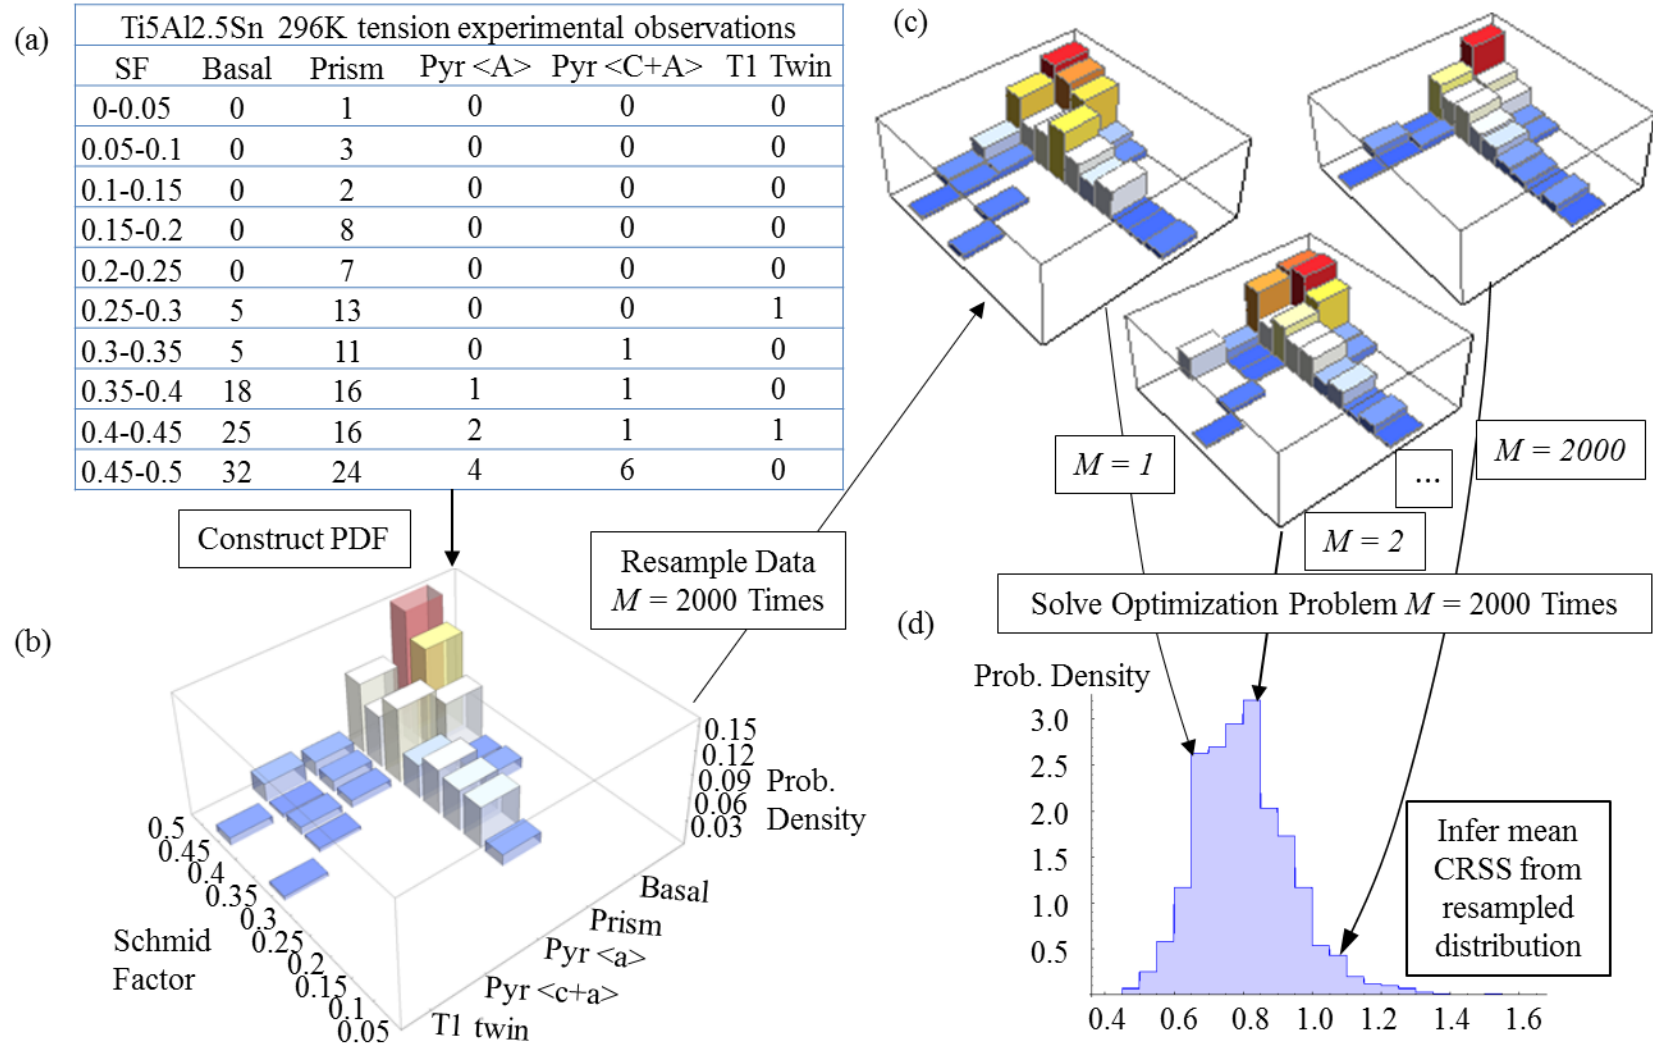 (a)
Ti5Al2.5Sn 296K tension experimental observations
SF Basal Prism Pyr <A> Pyr <C+A> T1 Twin
0-0.05 0 1 0 0 0
0.05-0.1 0 3 0 0 0
0.1-0.15 0 2 0 0 0
0.15-0.2 0 8 0 0 0
0.2-0.25 0 7 0 0 0
0.25-0.3 5 13 0 0 1
0.3-0.35 5 11 0 1 0
0.35-0.4 18 16 1 1 0
0.4-0.45 25 16 2 1 1
0.45-0.5 32 24 4 6 0
Construct PDF
(b)
0.15
0.12
0.09
0.06
0.03
Prob.
Density
0.5
0.45
0.4
0.35
0.3
0.25
0.2
0.15
0.1
0.05
Schmid
Factor
Basal
Prism
Pyr <a>
Pyr <c+a>
T1 twin
Resample Data
M = 2000 Times
(c)
M = 1
M = 2
...
M = 2000
Solve Optimization Problem M = 2000 Times
(d)
Prob. Density
3.0
2.5
2.0
1.5
1.0
0.5
0.4 0.6 0.8 1.0 1.2 1.4 1.6
Infer mean
CRSS from
resampled
distribution